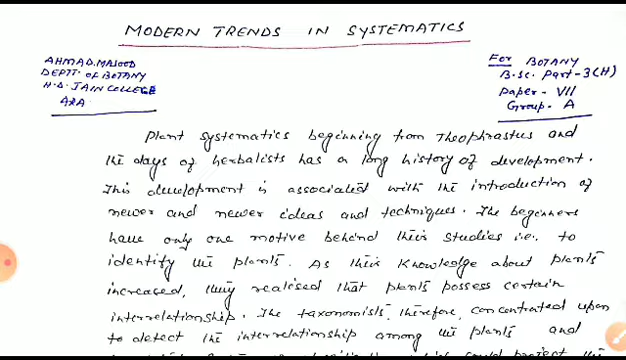 MODERN TRENDS IN SYSTEMATICS
AHMAD MASOOD
DEPTT. OF BOTANY
H.D. JAIN COLLEGE
ARA
For BOTANY
B.Sc. Part-3(H)
Paper - VII
Group - A
Plant systematics beginning from Theophrastus and
the days of herbalists has a long history of development.
This development is associated with the introduction of
newer and newer ideas and techniques. The beginners
have only one motive behind their studies i.e. to
identify the plants. As their knowledge about plants
increased, they realised that plants possess certain
interrelationship. The taxonomists, therefore, concentrated upon
to detect the interrelationship among the plants and
which could project the